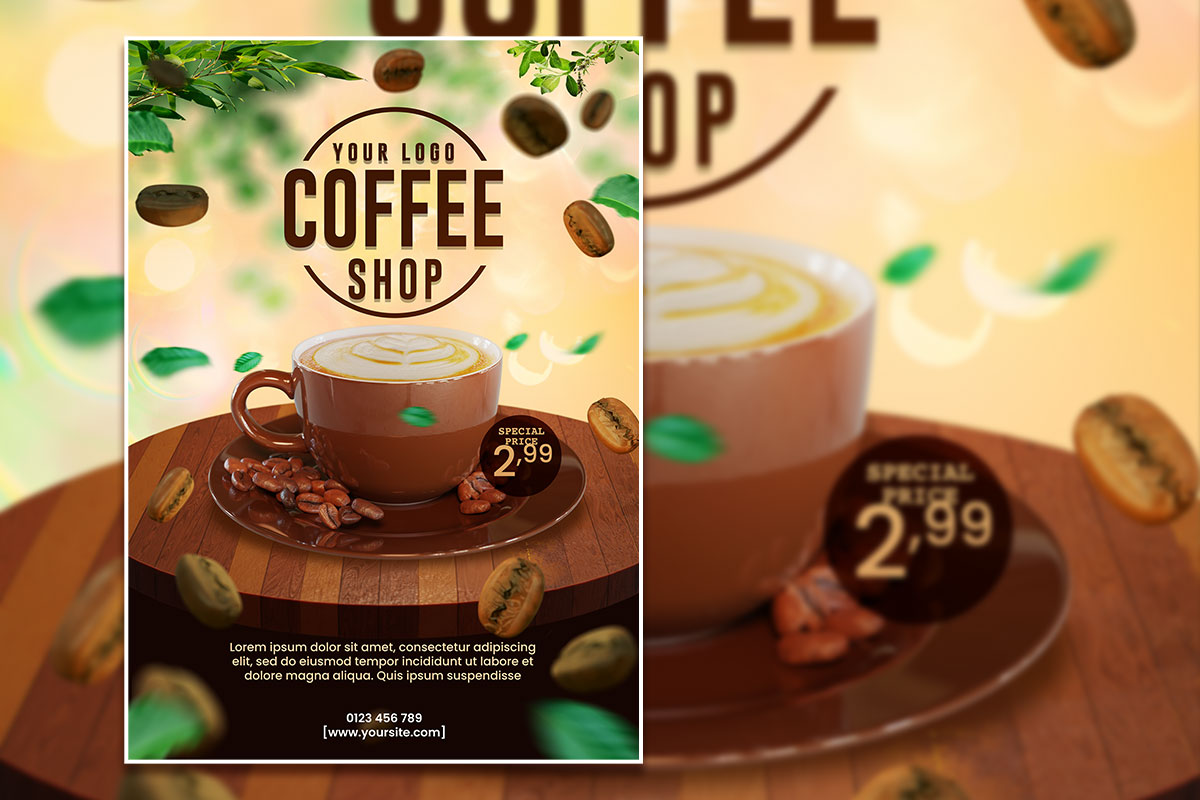 YOUR LOGO
COFFEE
SHOP
SPECIAL
PRICE
2,99
Lorem ipsum dolor sit amet, consectetur adipiscing
elit, sed do eiusmod tempor incididunt ut labore et
dolore magna aliqua. Quis ipsum suspendisse
0123 456 789
[www.yoursite.com]
COFFEE
OP
SPECIAL
PRICE
2,99